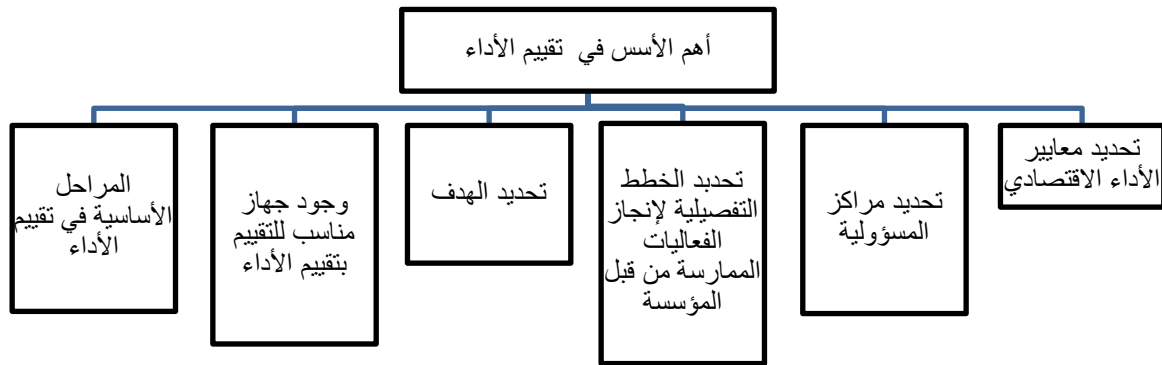 أهم الأسس في تقييم الأداء
تحديد معايير
الأداء الاقتصادي
تحديد مراكز
المسؤولية
تحدبد الخطط
التفصيلية لإنجاز
الفعاليات
الممارسة من قبل
المؤسسة
تحديد الهدف
وجود جهاز
مناسب للتقييم
بتقييم الأداء
المراحل
الأساسية في تقييم
الأداء